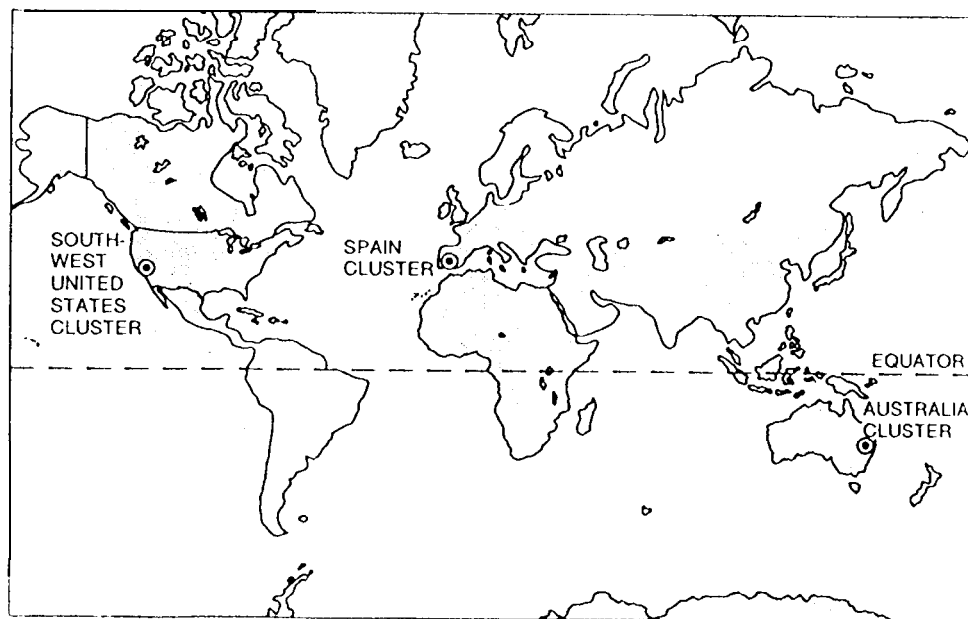 SOUTH-
WEST
UNITED
STATES
CLUSTER
SPAIN
CLUSTER
EQUATOR
AUSTRALIA
CLUSTER